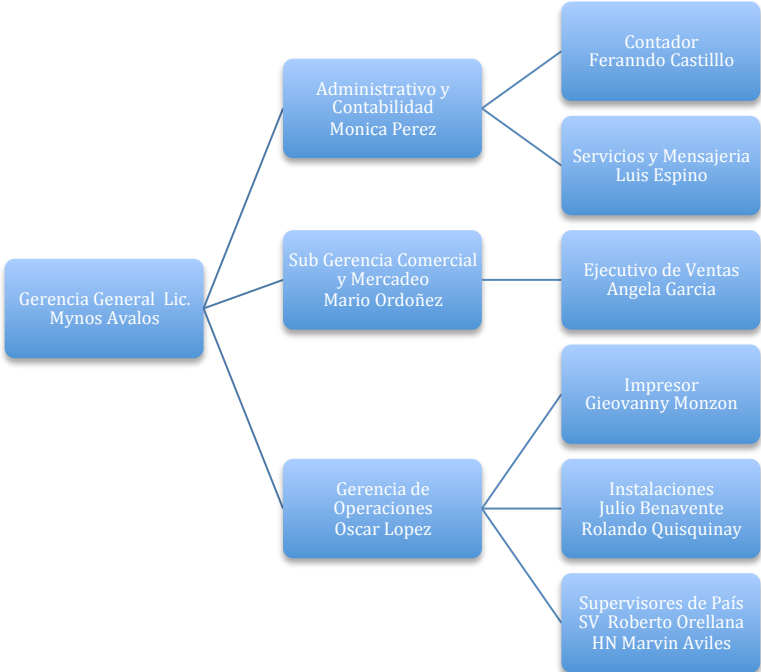 Gerencia General  Lic.
Mynos Avalos
Administrativo y
Contabilidad
Monica Perez
Contador
Feranndo Castilllo
Servicios y Mensajeria
Luis Espino
Sub Gerencia Comercial
y Mercadeo
Mario Ordoñez
Ejecutivo de Ventas
Angela Garcia
Gerencia de
Operaciones
Oscar Lopez
Impresor
Gieovanny Monzon
Instalaciones
Julio Benavente
Rolando Quisquinay
Supervisores de País
SV  Roberto Orellana
HN Marvin Aviles